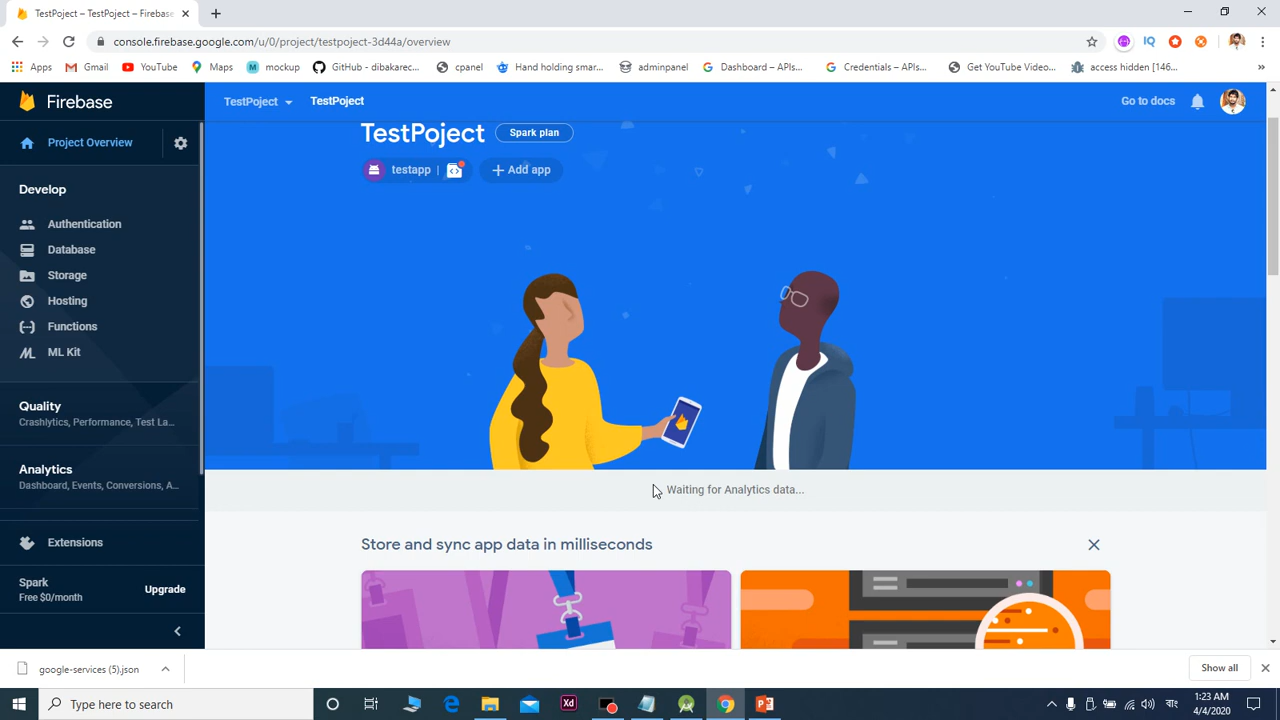 TestPoject – TestPoject – Firebase
console.firebase.google.com/u/0/project/testpoject-3d44a/overview
Apps
Gmail
YouTube
Maps
mockup
GitHub - dibakarec...
cpanel
Hand holding smar...
adminpanel
Dashboard – APIs...
Credentials – APIs...
Get YouTube Video...
access hidden [146...
»
Firebase
TestPoject
TestPoject
Go to docs
Project Overview
TestPoject
Spark plan
testapp
+ Add app
Develop
Authentication
Database
Storage
Hosting
Functions
ML Kit
Quality
Crashlytics, Performance, Test La...
Analytics
Dashboard, Events, Conversions, A...
Waiting for Analytics data...
Extensions
Store and sync app data in milliseconds
Spark
Free $0/month
Upgrade
google-services (5).json
Show all
Type here to search
Xd
বাং
1:23 AM
4/4/2020